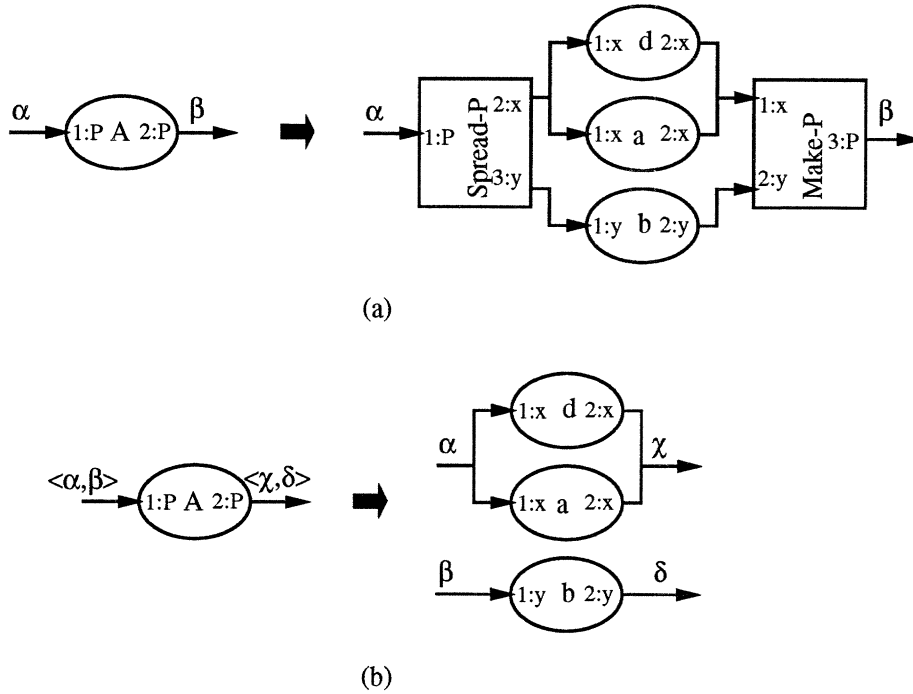 1:x d 2:x
α
1:P A 2:P
β
α
1:P
Spread-P
2:x
3:y
1:x a 2:x
1:x
2:y
Make-P
3:P
β
1:y b 2:y
(a)
1:x d 2:x
α
χ
<α,β>
1:P A 2:P
<χ,δ>
1:x a 2:x
β
1:y b 2:y
δ
(b)